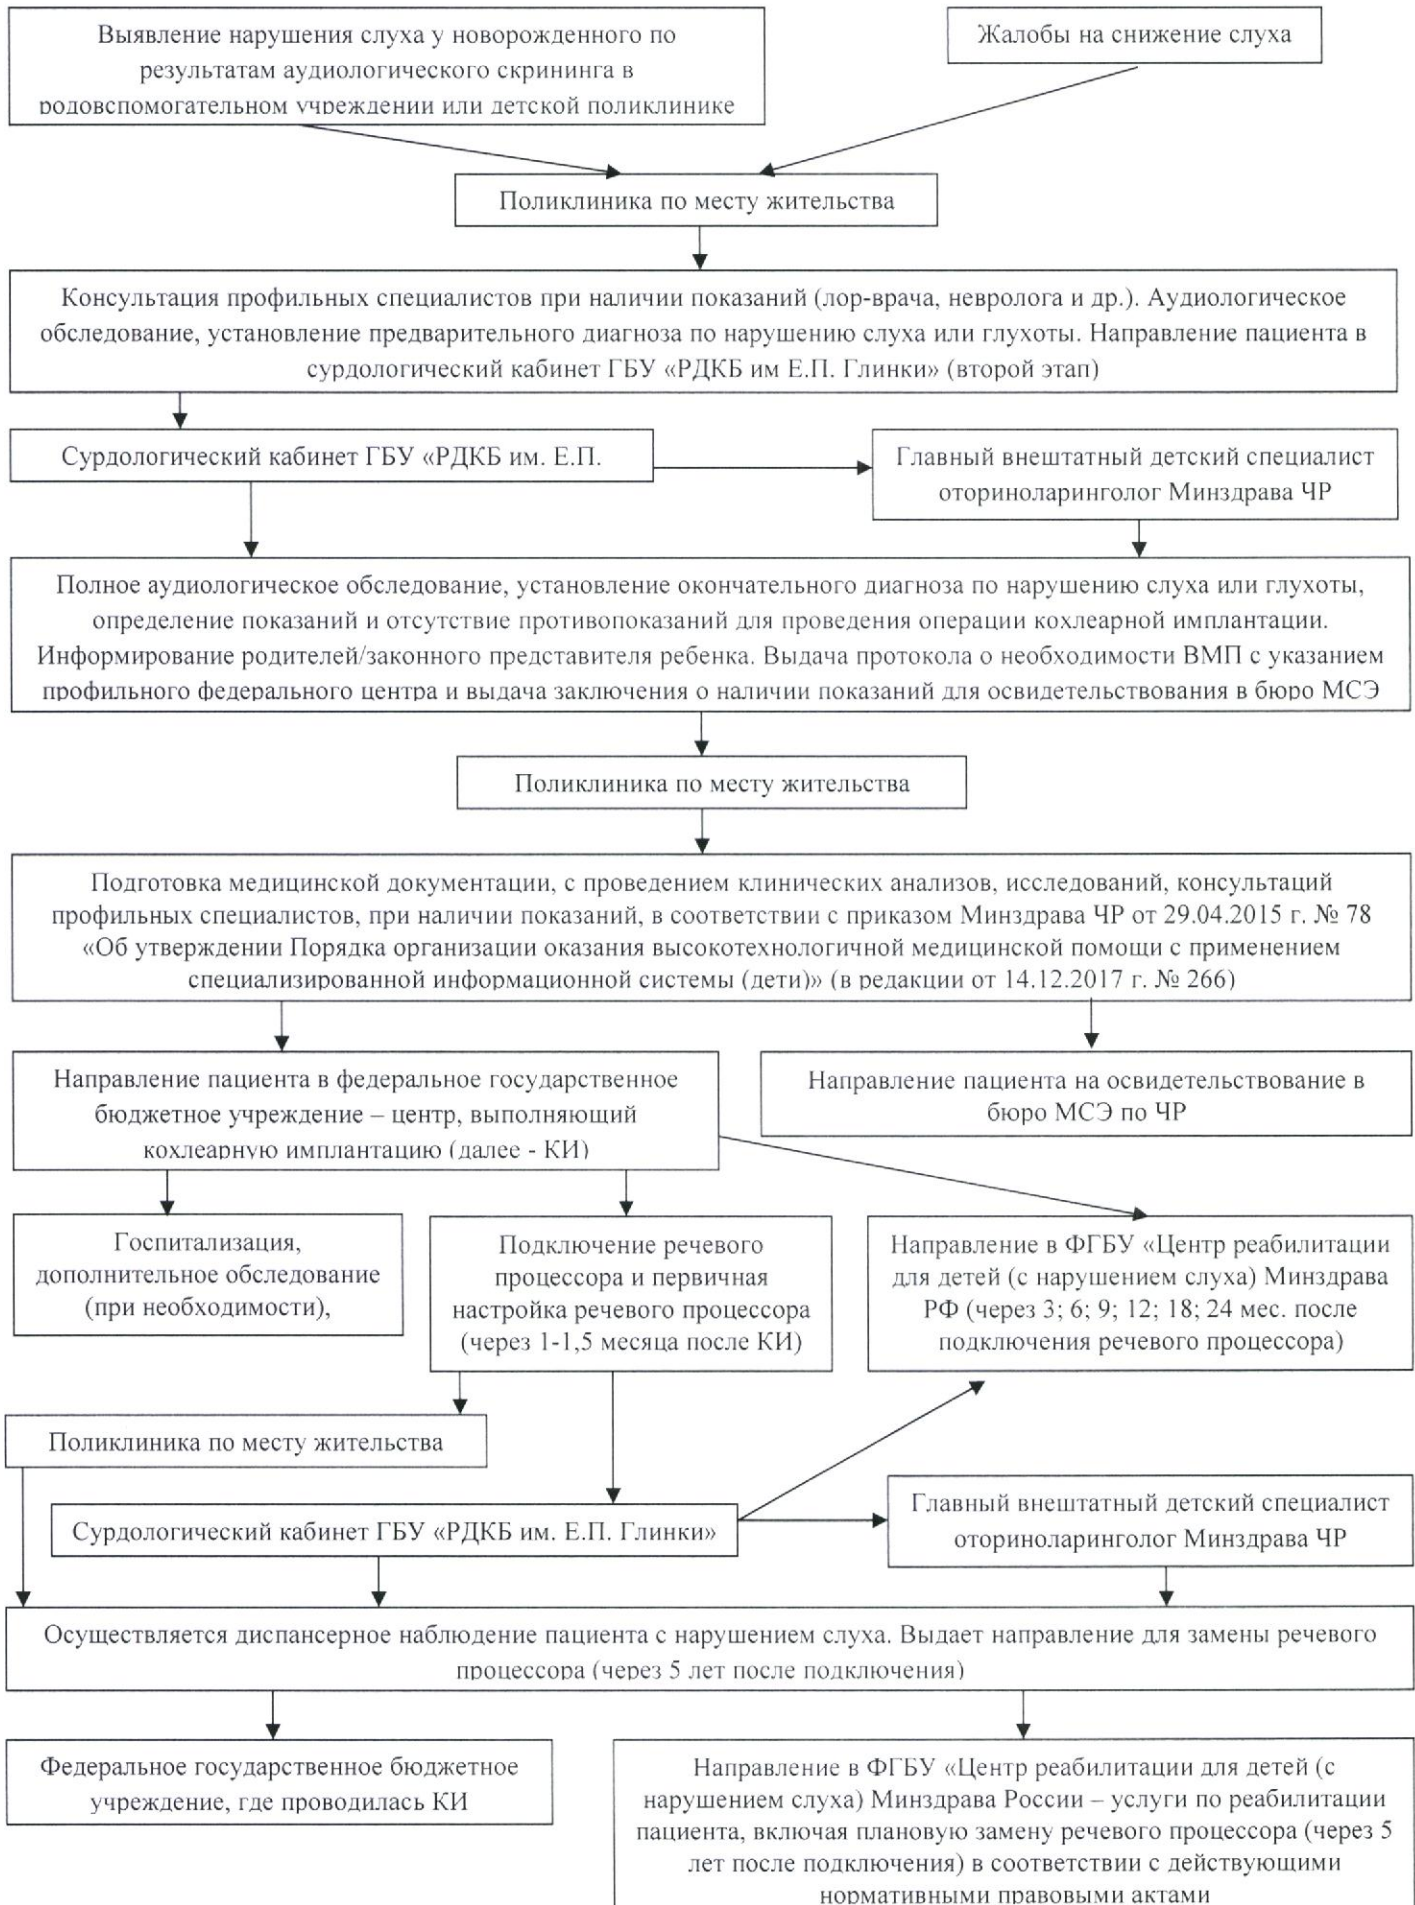 Выявление нарушения слуха у новорожденного по
результатам аудиологического скрининга в
родовспомогательном учреждении или детской поликлинике
Жалобы на снижение слуха
Поликлиника по месту жительства
Консультация профильных специалистов при наличии показаний (лор-врача, невролога и др.). Аудиологическое
обследование, установление предварительного диагноза по нарушению слуха или глухоты. Направление пациента в
сурдологический кабинет ГБУ «РДКБ им Е.П. Глинки» (второй этап)
Сурдологический кабинет ГБУ «РДКБ им. Е.П.
Главный внештатный детский специалист
оториноларинголог Минздрава ЧР
Полное аудиологическое обследование, установление окончательного диагноза по нарушению слуха или глухоты,
определение показаний и отсутствие противопоказаний для проведения операции кохлеарной имплантации.
Информирование родителей/законного представителя ребенка. Выдача протокола о необходимости ВМП с указанием
профильного федерального центра и выдача заключения о наличии показаний для освидетельствования в бюро МСЭ
Поликлиника по месту жительства
Подготовка медицинской документации, с проведением клинических анализов, исследований, консультаций
профильных специалистов, при наличии показаний, в соответствии с приказом Минздрава ЧР от 29.04.2015 г. № 78
«Об утверждении Порядка организации оказания высокотехнологичной медицинской помощи с применением
специализированной информационной системы (дети)» (в редакции от 14.12.2017 г. № 266)
Направление пациента в федеральное государственное
бюджетное учреждение – центр, выполняющий
кохлеарную имплантацию (далее - КИ)
Направление пациента на освидетельствование в
бюро МСЭ по ЧР
Госпитализация,
дополнительное обследование
(при необходимости),
Подключение речевого
процессора и первичная
настройка речевого процессора
(через 1-1,5 месяца после КИ)
Направление в ФГБУ «Центр реабилитации
для детей (с нарушением слуха) Минздрава
РФ (через 3; 6; 9; 12; 18; 24 мес. после
подключения речевого процессора)
Поликлиника по месту жительства
Сурдологический кабинет ГБУ «РДКБ им. Е.П. Глинки»
Главный внештатный детский специалист
оториноларинголог Минздрава ЧР
Осуществляется диспансерное наблюдение пациента с нарушением слуха. Выдает направление для замены речевого
процессора (через 5 лет после подключения)
Федеральное государственное бюджетное
учреждение, где проводилась КИ
Направление в ФГБУ «Центр реабилитации для детей (с
нарушением слуха) Минздрава России – услуги по реабилитации
пациента, включая плановую замену речевого процессора (через 5
лет после подключения) в соответствии с действующими
нормативными правовыми актами